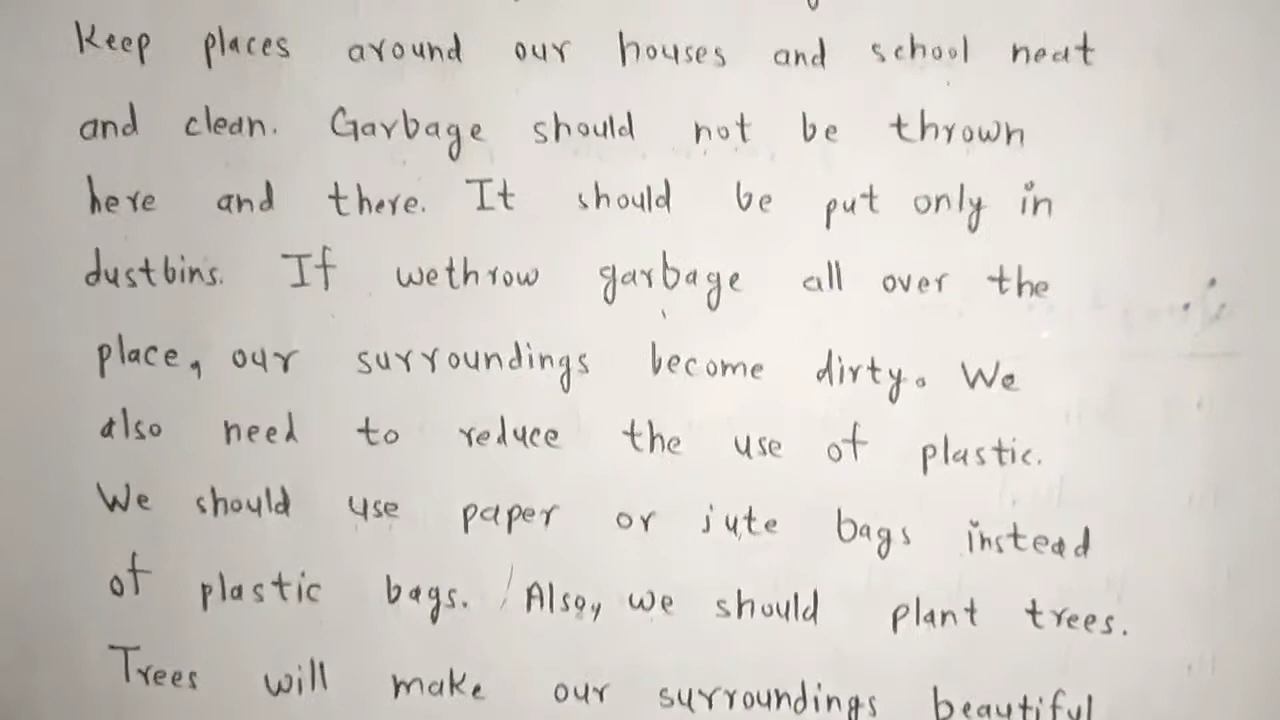 Keep places around our houses and school neat
and clean. Garbage should not be thrown
here and there. It should be put only in
dustbins. If wethrow garbage all over the
place, our surroundings become dirty. We
also need to reduce the use of plastic.
We should use paper or jute bags instead
of plastic bags. Also, we should plant trees.
Trees will make our surroundings beautiful